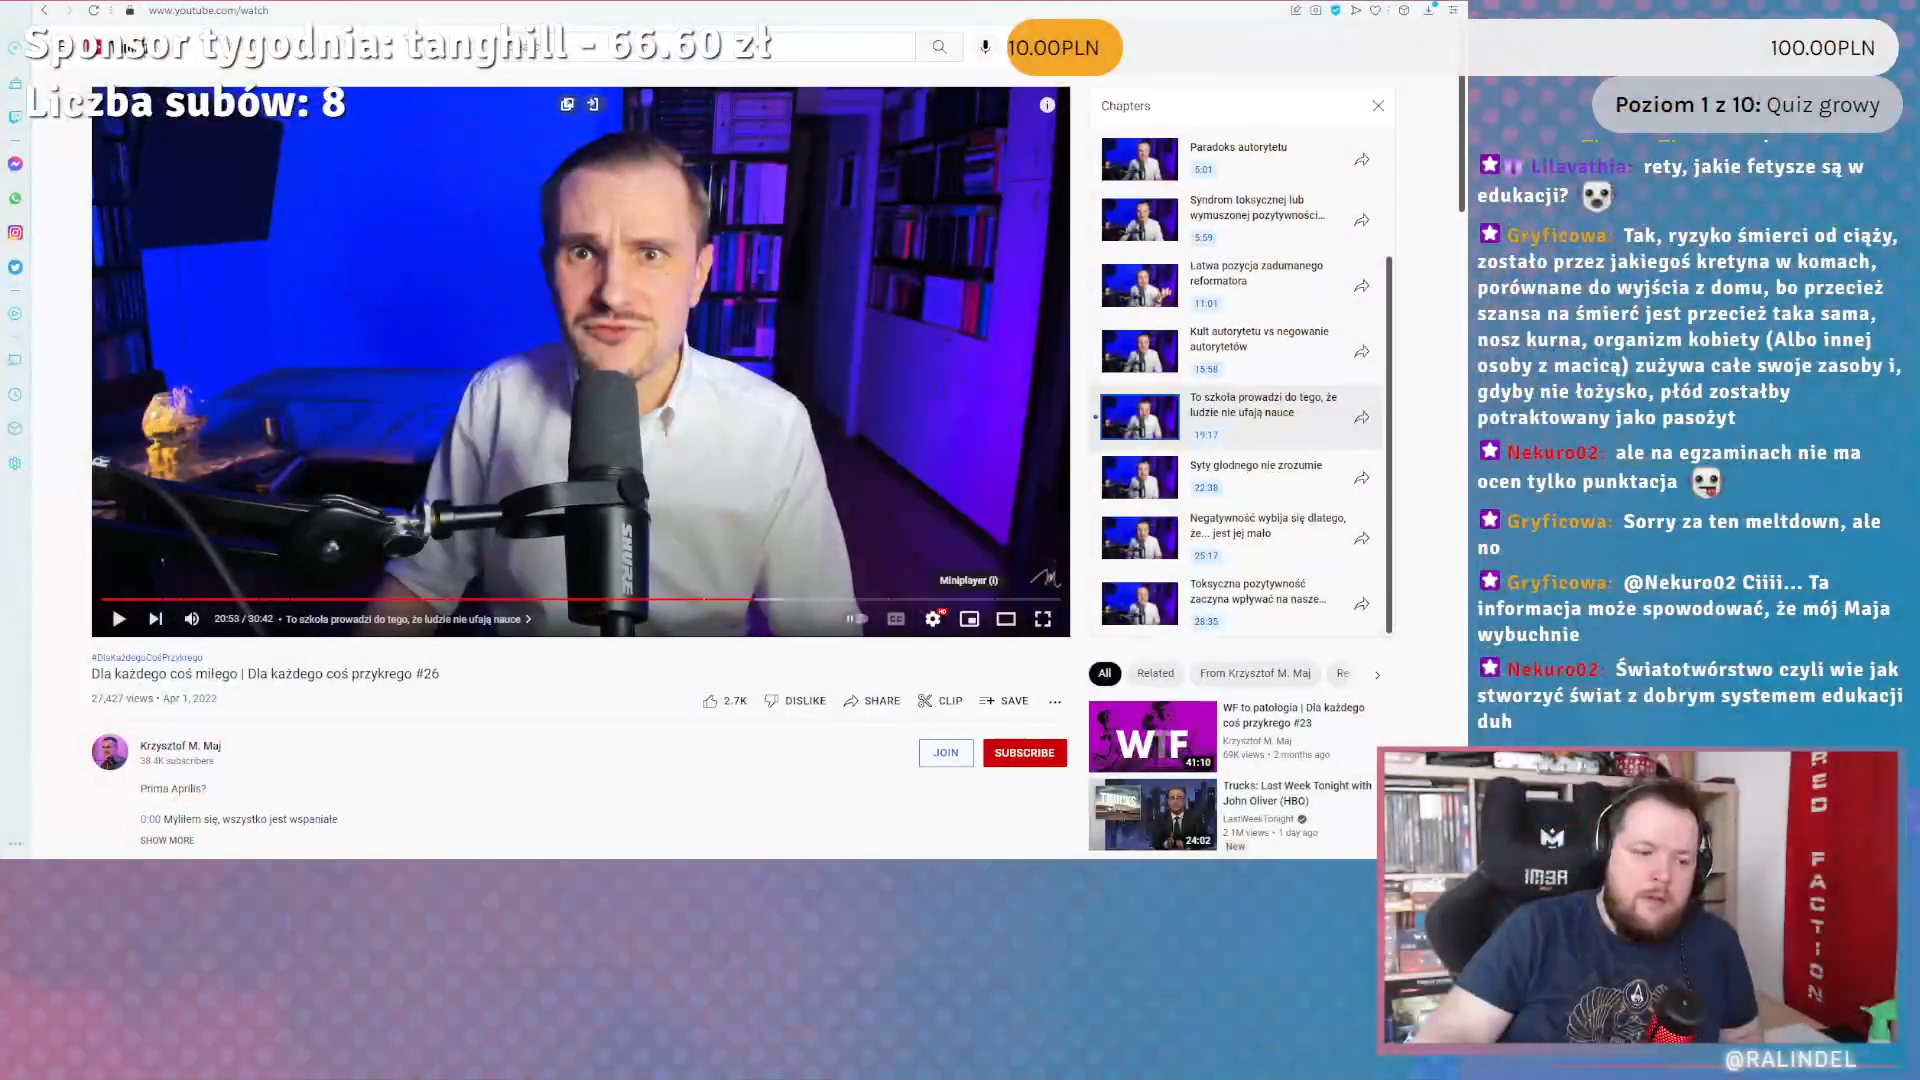 www.youtube.com/watch
Sponsor tygodnia: tanghill - 66.60 zł
Liczba subów: 8
10.00PLN
100.00PLN
Poziom 1 z 10: Quiz growy
Chapters
Paradoks autorytetu
5:01
Syndrom toksycznej lub
wymuszonej pozytywności...
5:59
Łatwa pozycja zadumanego
reformatora
11:01
Kult autorytetu vs negowanie
autorytetów
15:58
To szkoła prowadzi do tego, że
ludzie nie ufają nauce
19:17
Syty głodnego nie zrozumie
22:38
Negatywność wybija się dlatego,
że... jest jej mało
25:17
Toksyczna pozytywność
zaczyna wpływać na nasze...
28:35
SHURE
Miniplayer (i)
20:53 / 30:42 • To szkoła prowadzi do tego, że ludzie nie ufają nauce
HD
#DlaKażdegoCośPrzykrego
Dla każdego coś miłego | Dla każdego coś przykrego #26
27,427 views • Apr 1, 2022
2.7K
DISLIKE
SHARE
CLIP
SAVE
Krzysztof M. Maj
38.4K subscribers
JOIN
SUBSCRIBE
Prima Aprilis?
0:00 Myliłem się, wszystko jest wspaniałe
SHOW MORE
All
Related
From Krzysztof M. Maj
Re
WTF
41:10
WF to patologia | Dla każdego
coś przykrego #23
Krzysztof M. Maj
69K views • 2 months ago
TRUCKS
24:02
Trucks: Last Week Tonight with
John Oliver (HBO)
LastWeekTonight
2.1M views • 1 day ago
New
Lilavathia: rety, jakie fetysze są w
edukacji?
Gryficowa: Tak, ryzyko śmierci od ciąży,
zostało przez jakiegoś kretyna w komach,
porównane do wyjścia z domu, bo przecież
szansa na śmierć jest przecież taka sama,
nosz kurna, organizm kobiety (Albo innej
osoby z macicą) zużywa całe swoje zasoby i,
gdyby nie łożysko, płód zostałby
potraktowany jako pasożyt
Nekuro02: ale na egzaminach nie ma
ocen tylko punktacja
Gryficowa: Sorry za ten meltdown, ale
no
Gryficowa: @Nekuro02 Ciiii... Ta
informacja może spowodować, że mój Maja
wybuchnie
Nekuro02: Światotwórstwo czyli wie jak
stworzyć świat z dobrym systemem edukacji
duh
RED FACTION
IM3R
@RALINDEL